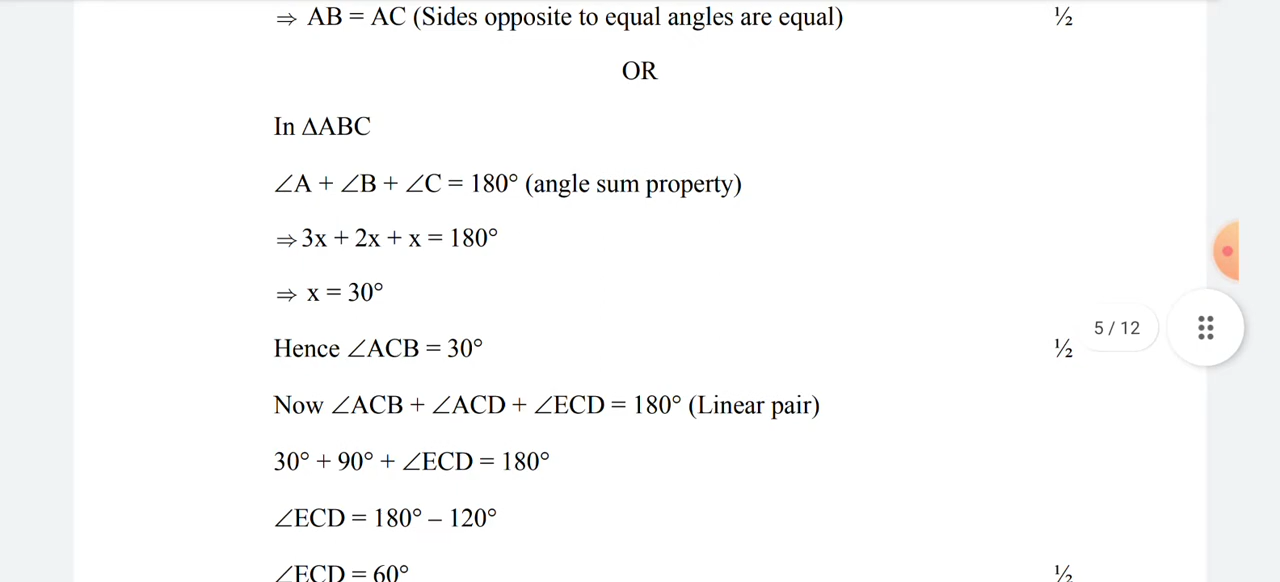 ⇒ AB = AC (Sides opposite to equal angles are equal) ½
OR
In ΔABC
∠A + ∠B + ∠C = 180° (angle sum property)
⇒ 3x + 2x + x = 180°
⇒ x = 30°
5 / 12
Hence ∠ACB = 30° ½
Now ∠ACB + ∠ACD + ∠ECD = 180° (Linear pair)
30° + 90° + ∠ECD = 180°
∠ECD = 180° – 120°
∠ECD = 60° ½